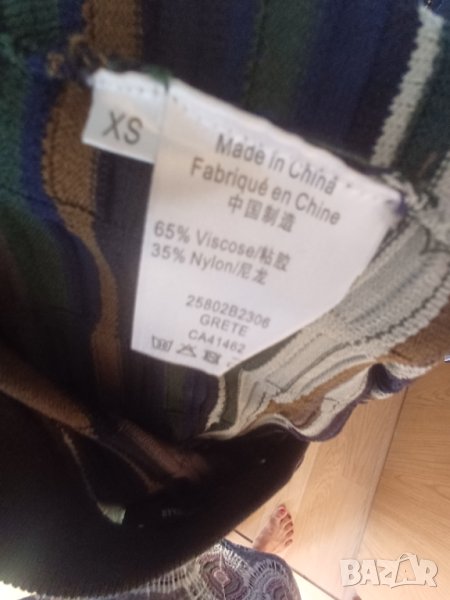 XS
Made in China
Fabriqué en Chine
中国制造
65% Viscose/粘胶
35% Nylon/尼龙
25802B2306
GRETE
CA41462
BAZAR